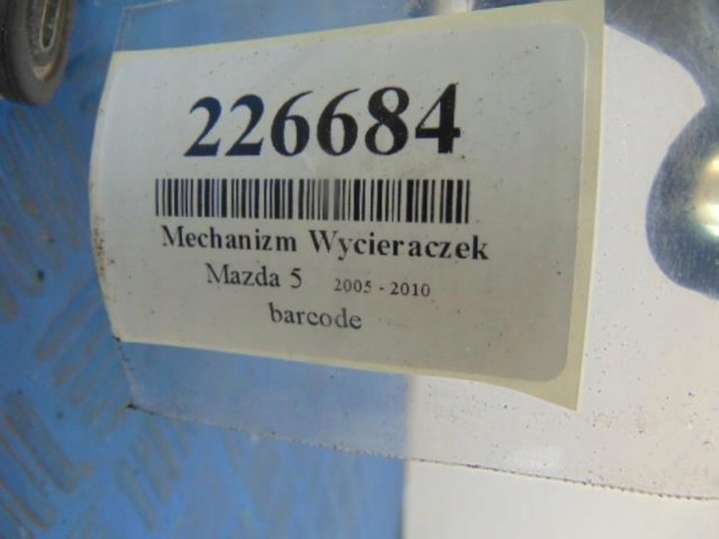 226684
Mechanizm Wycieraczek
Mazda 5 2005 - 2010
barcode